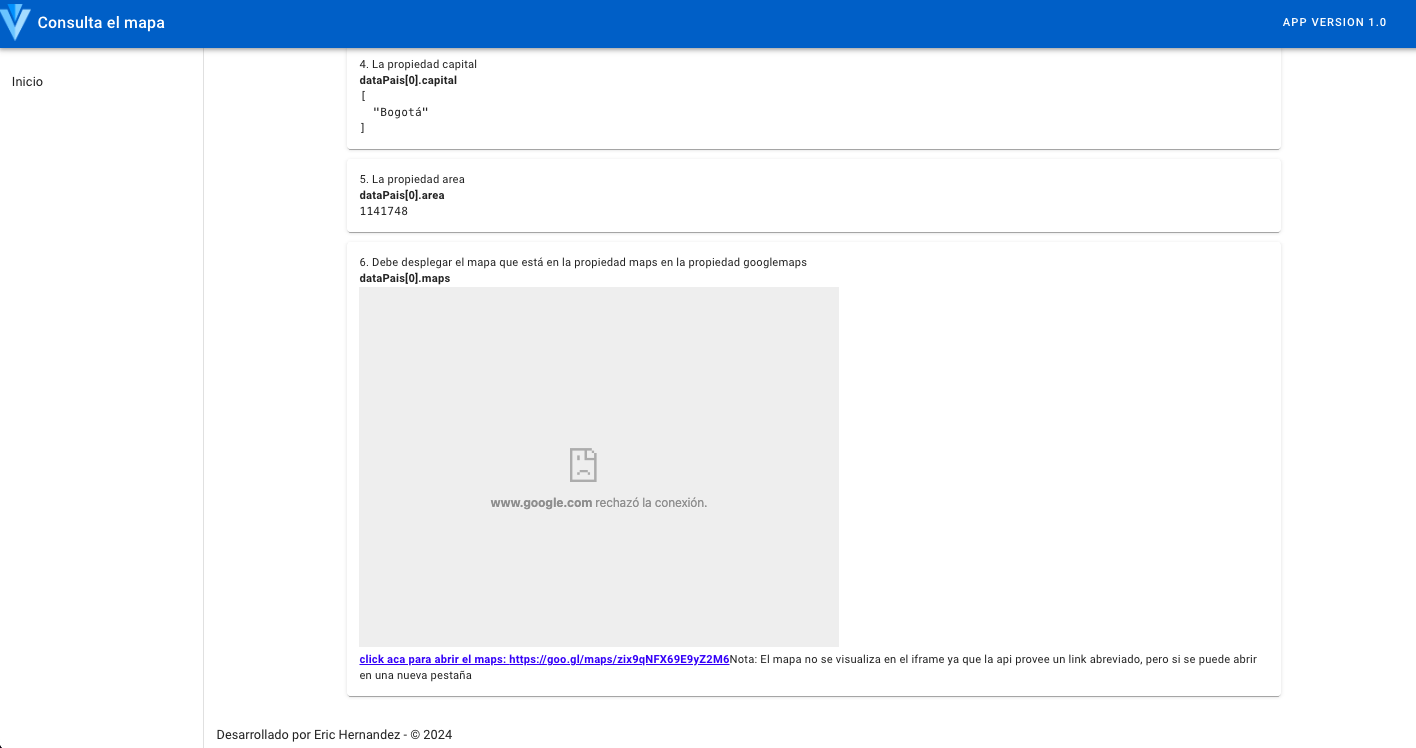 Consulta el mapa
APP VERSION 1.0
Inicio
4. La propiedad capital
dataPais[0].capital
[
"Bogotá"
]
5. La propiedad area
dataPais[0].area
1141748
6. Debe desplegar el mapa que está en la propiedad maps en la propiedad googlemaps
dataPais[0].maps
www.google.com rechazó la conexión.
click aca para abrir el maps: https://goo.gl/maps/zix9qNFX69E9yZ2M6Nota: El mapa no se visualiza en el iframe ya que la api provee un link abreviado, pero si se puede abrir
en una nueva pestaña
Desarrollado por Eric Hernandez - © 2024